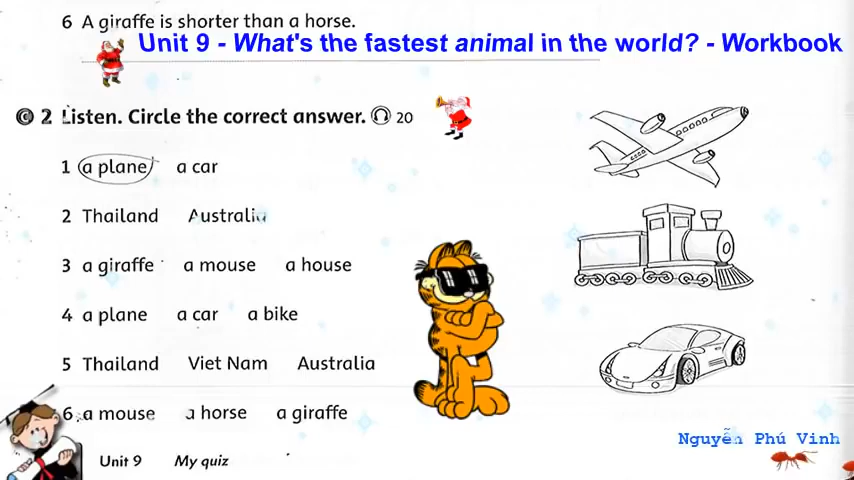 6 A giraffe is shorter than a horse.
Unit 9 - What's the fastest animal in the world? - Workbook
C 2 Listen. Circle the correct answer. 20
1 a plane a car
2 Thailand Australia
3 a giraffe a mouse a house
4 a plane a car a bike
5 Thailand Viet Nam Australia
6 a mouse a horse a giraffe
Nguyễn Phú Vinh
Unit 9 My quiz